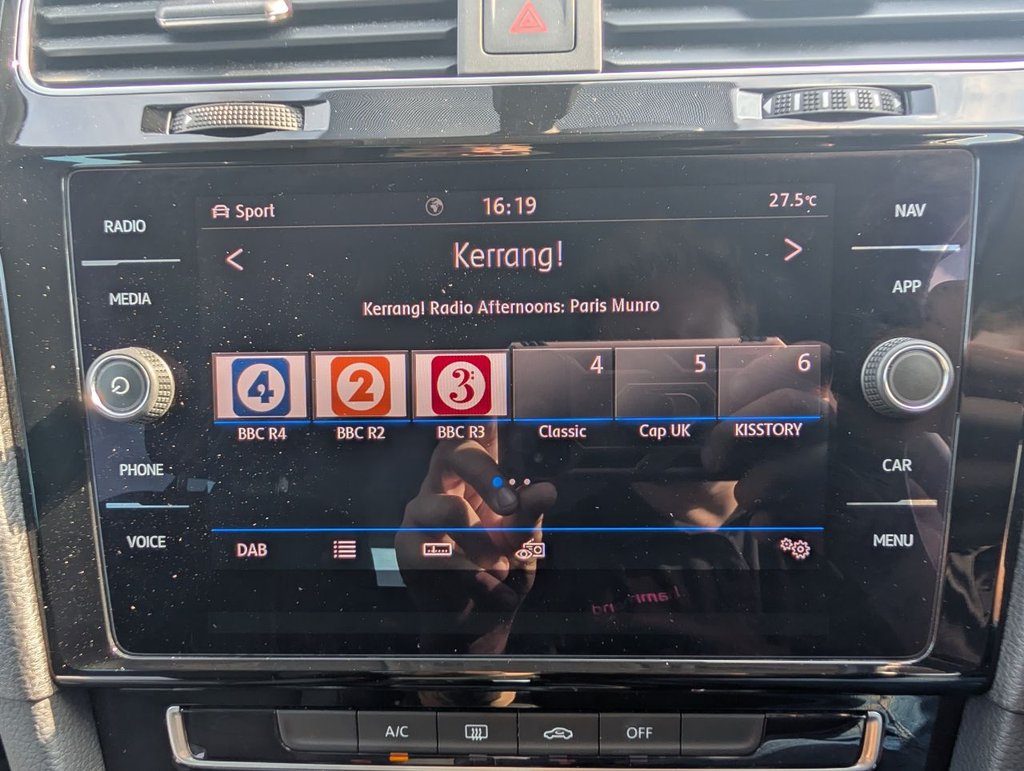 RADIO
MEDIA
PHONE
VOICE
NAV
APP
CAR
MENU
Sport 16:19 27.5°C
< Kerrang! >
Kerrang! Radio Afternoons: Paris Munro
4 2 3: 4 5 6
BBC R4 BBC R2 BBC R3 Classic Cap UK KISSTORY
DAB
A/C OFF